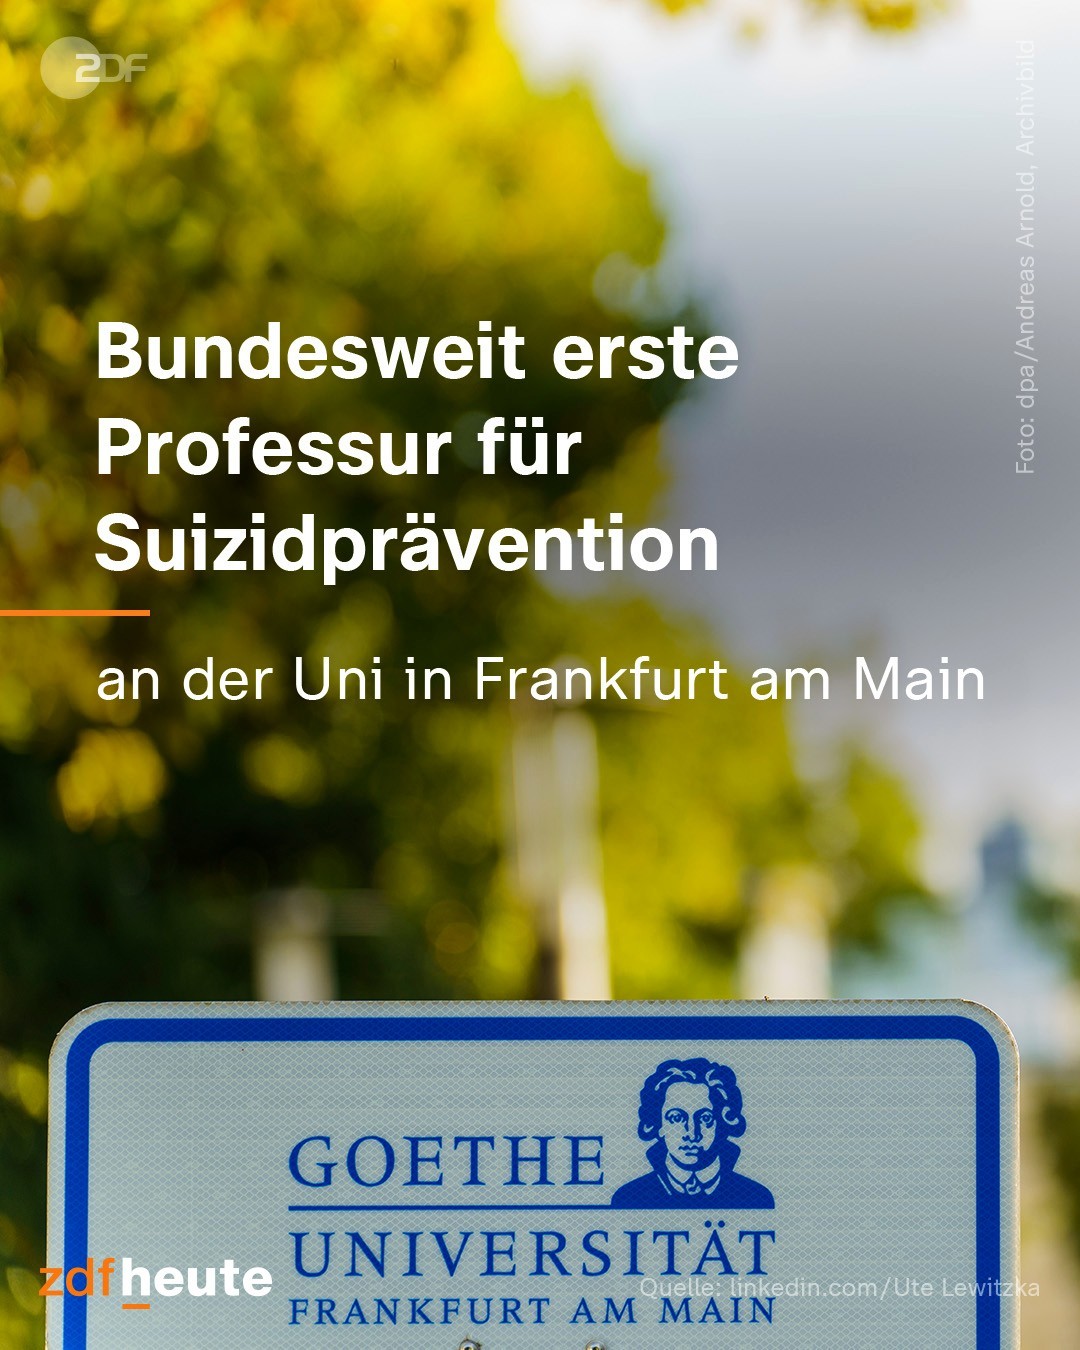 ZDF
Foto: dpa/Andreas Arnold, Archivbild
Bundesweit erste
Professur für
Suizidprävention
an der Uni in Frankfurt am Main
GOETHE
UNIVERSITÄT
FRANKFURT AM MAIN
zdfheute
Quelle: linkedin.com/Ute Lewitzka